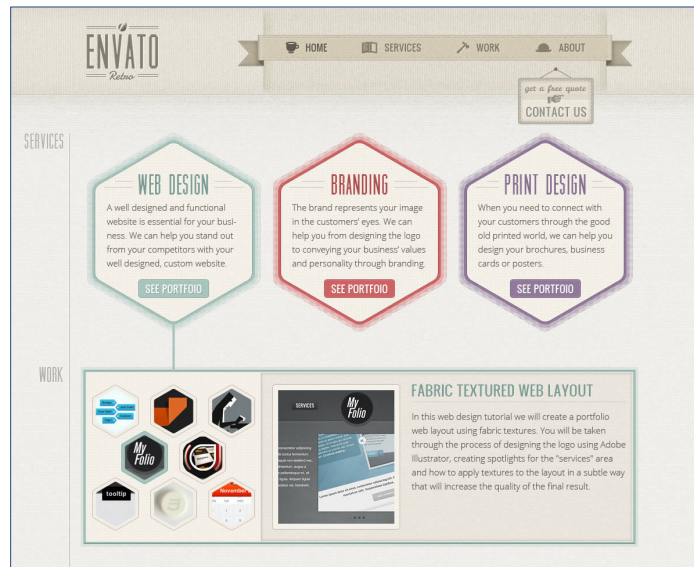 ENVATO
Retro
HOME
SERVICES
WORK
ABOUT
get a free quote
CONTACT US
SERVICES
WEB DESIGN
A well designed and functional
website is essential for your busi-
ness. We can help you stand out
from your competitors with your
well designed, custom website.
SEE PORTFOIO
BRANDING
The brand represents your image
in the customers' eyes. We can
help you from designing the logo
to conveying your business' values
and personality through branding.
SEE PORTFOIO
PRINT DESIGN
When you need to connect with
your customers through the good
old printed world, we can help you
design your brochures, business
cards or posters.
SEE PORTFOIO
WORK
My
Folio
tooltip
November
SERVICES
My
Folio
FABRIC TEXTURED WEB LAYOUT
In this web design tutorial we will create a portfolio
web layout using fabric textures. You will be taken
through the process of designing the logo using Adobe
Illustrator, creating spotlights for the "services" area
and how to apply textures to the layout in a subtle way
that will increase the quality of the final result.